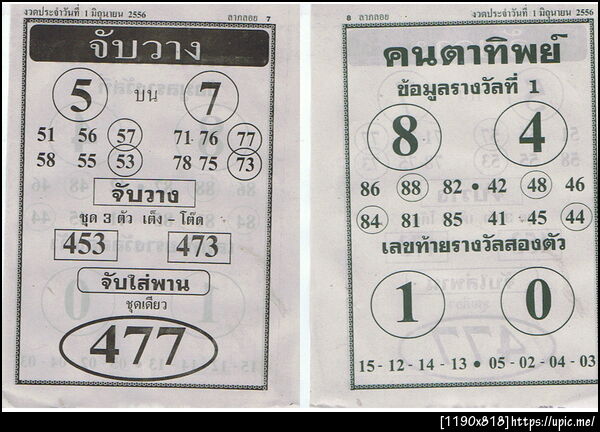 งวดประจำวันที่ 1 มิถุนายน 2556 ลาภลอย 7
จับวาง
5 บน 7
51 56 57 71 76 77
58 55 53 78 75 73
จับวาง
ชุด 3 ตัว เต็ง - โต๊ด
453 473
จับใส่พาน
ชุดเดียว
477
8 ลาภลอย งวดประจำวันที่ 1 มิถุนายน 2556
คนตาทิพย์
ข้อมูลรางวัลที่ 1
8 4
86 88 82 • 42 48 46
84 81 85 41 45 44
เลขท้ายรางวัลสองตัว
1 0
15 - 12 - 14 - 13 • 05 - 02 - 04 - 03
[1190x818]https://upic.me/